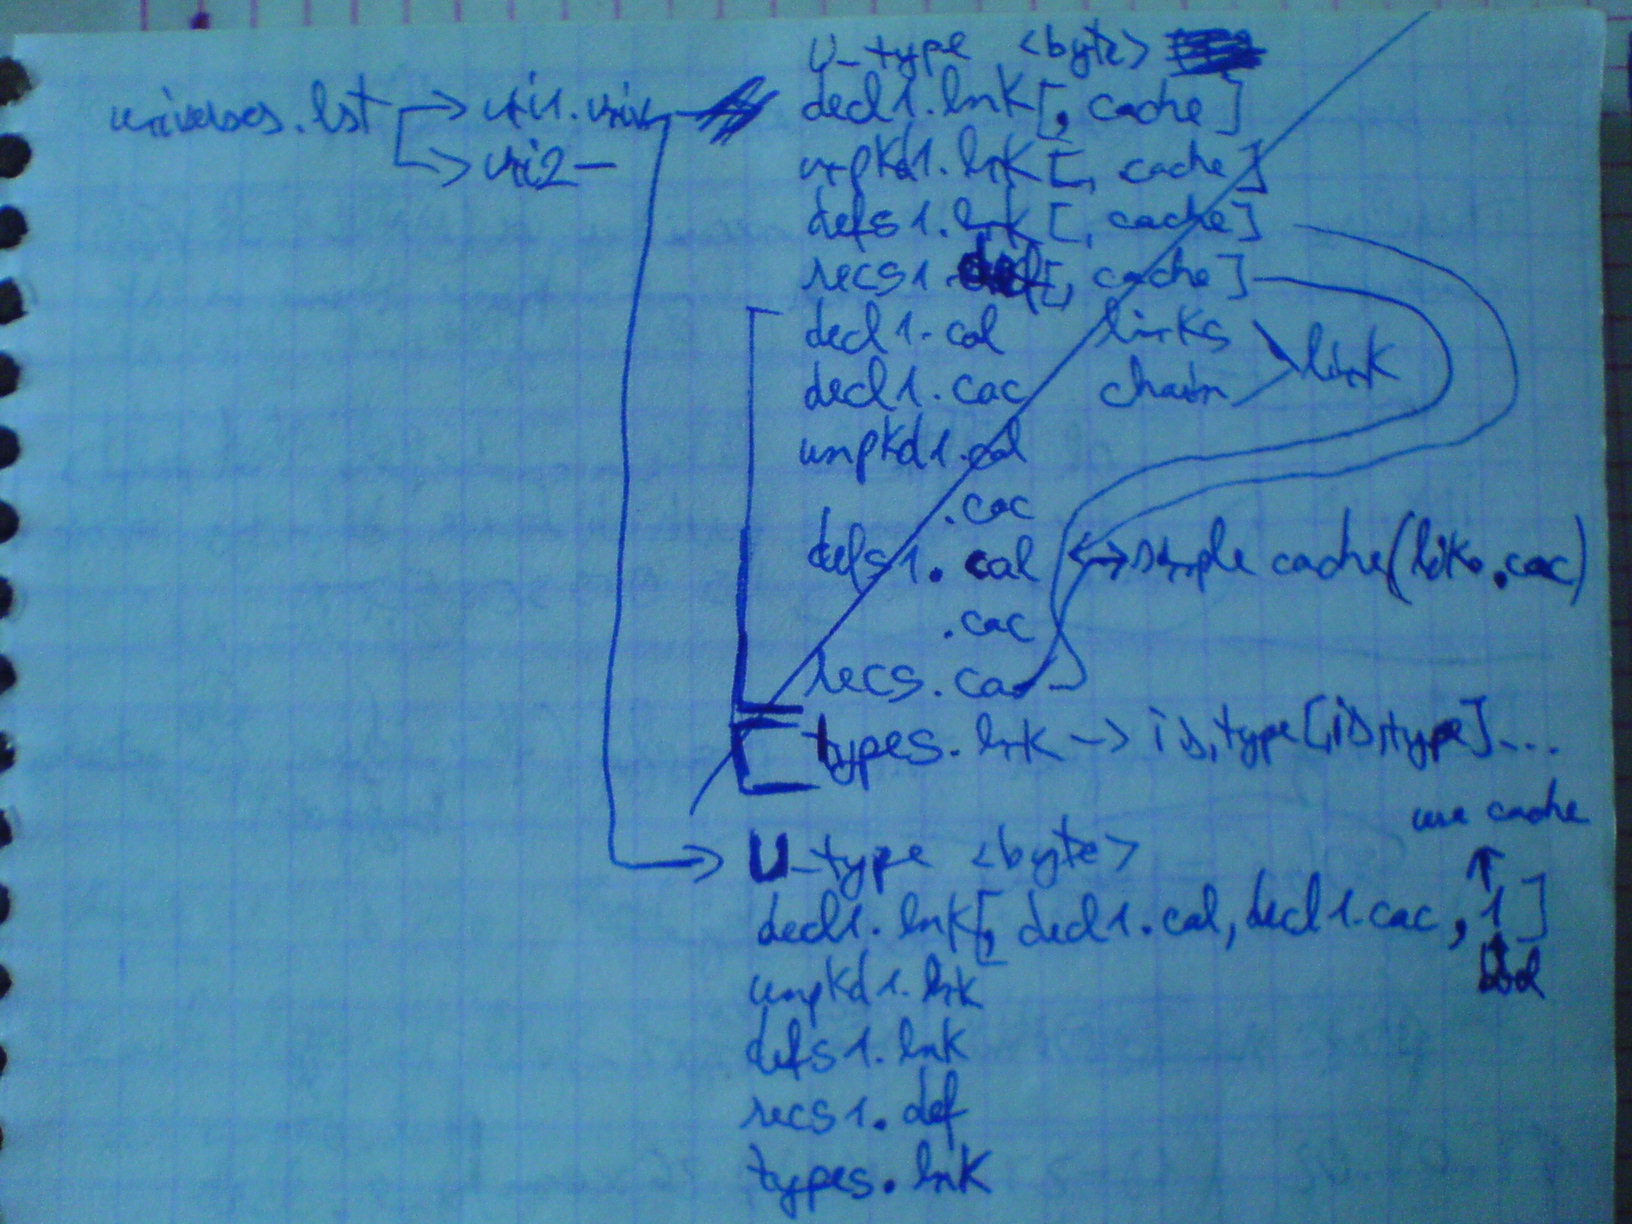 U-type <byte>
universes.lst → uni1.univ
→ uni2 —
decl1.lnk[, cache]
unpkd1.lnk[, cache]
defs1.lnk[, cache]
recs1.def[, cache]
decl1.cal links
link
decl1.cac chain
unpkd1.cal
.cac
defs1.cal ↔ simple cache (like .cac)
.cac
recs.cac
types.lnk → id,type[,id,type]...
use cache
U-type <byte>
decl1.lnk[, decl1.cal, decl1.cac, 1]
bool
unpkd1.lnk
defs1.lnk
recs1.def
types.lnk